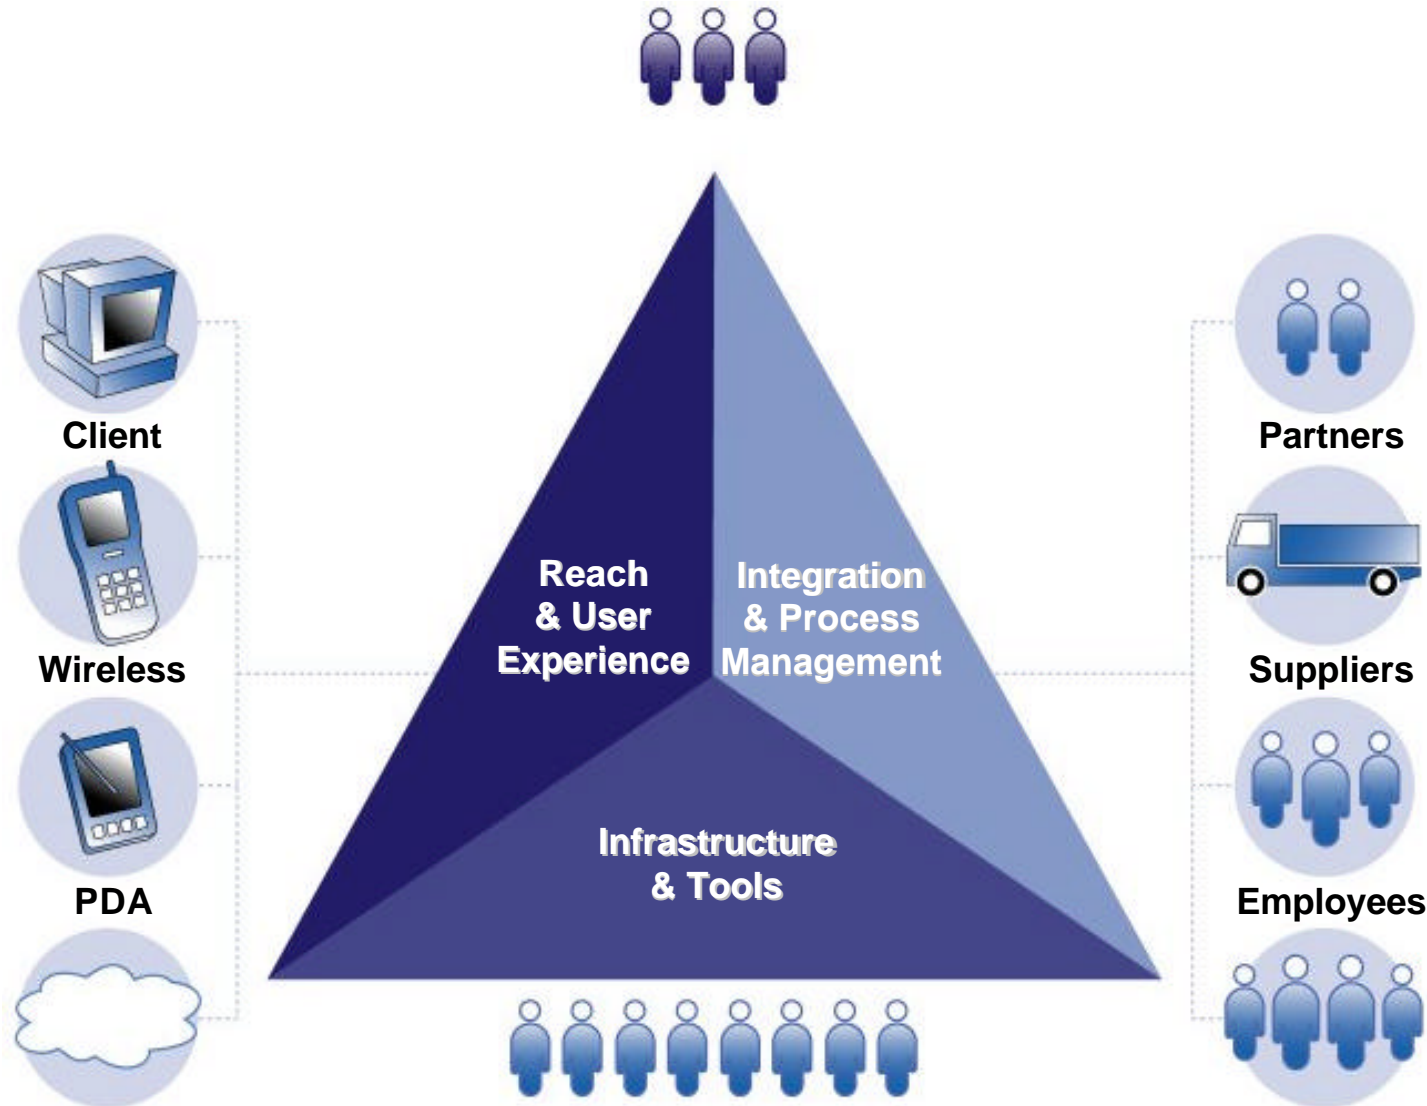 Client
Wireless
PDA
Reach
& User
Experience
Integration
& Process
Management
Infrastructure
& Tools
Partners
Suppliers
Employees